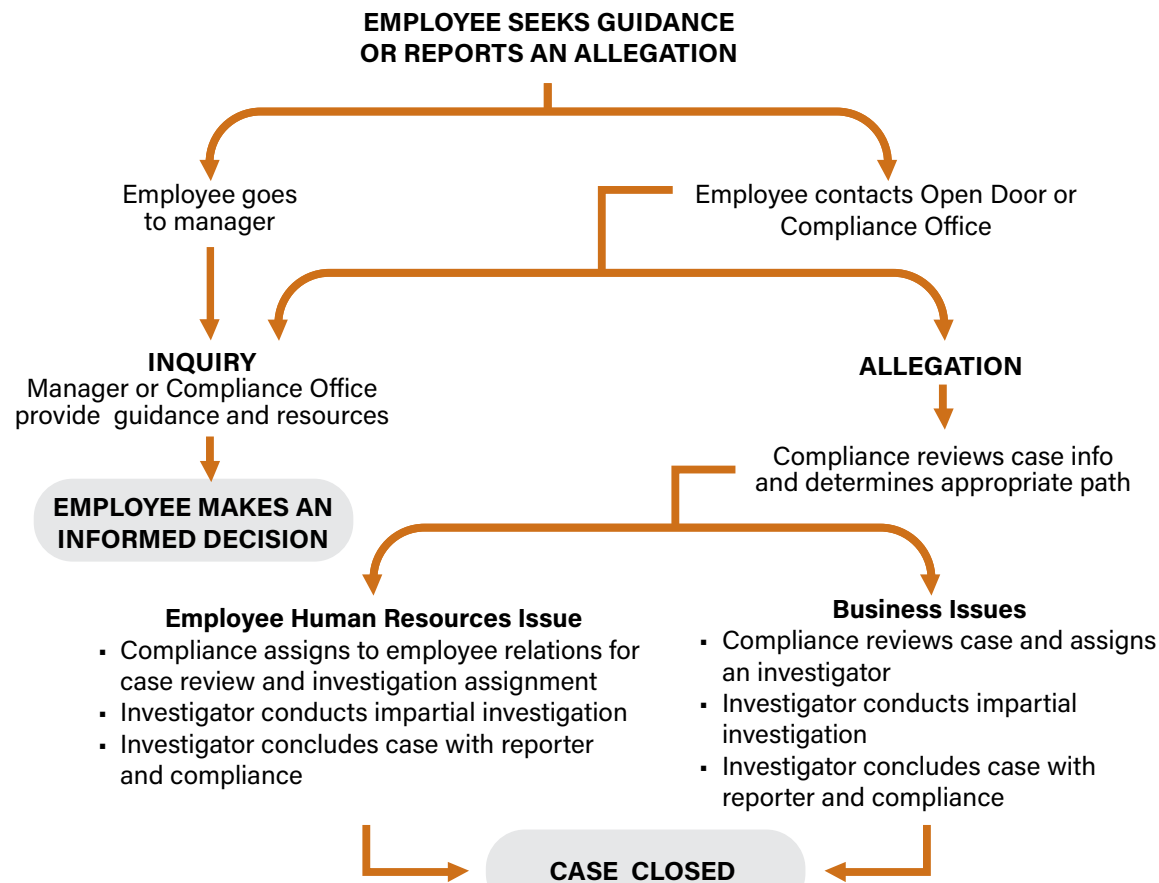 EMPLOYEE SEEKS GUIDANCE
OR REPORTS AN ALLEGATION
Employee goes
to manager
Employee contacts Open Door or
Compliance Office
INQUIRY
Manager or Compliance Office
provide guidance and resources
ALLEGATION
Compliance reviews case info
and determines appropriate path
EMPLOYEE MAKES AN
INFORMED DECISION
Employee Human Resources Issue
▪ Compliance assigns to employee relations for
case review and investigation assignment
▪ Investigator conducts impartial investigation
▪ Investigator concludes case with reporter
and compliance
Business Issues
▪ Compliance reviews case and assigns
an investigator
▪ Investigator conducts impartial
investigation
▪ Investigator concludes case with
reporter and compliance
CASE CLOSED